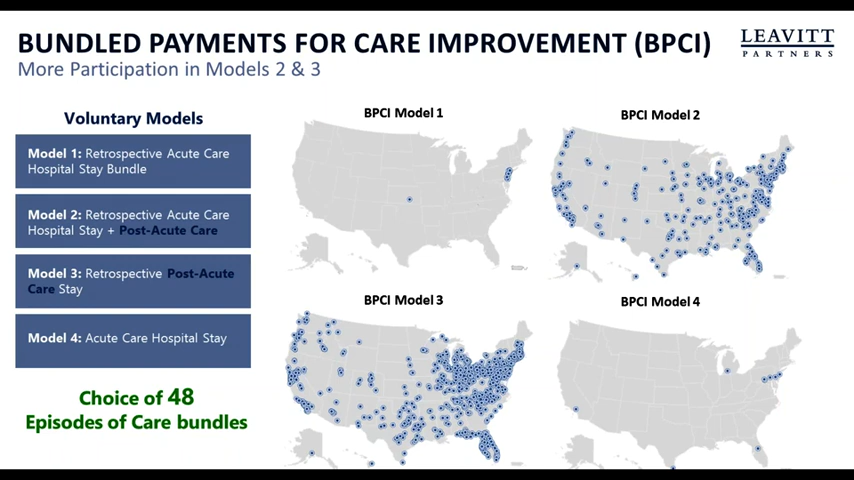 BUNDLED PAYMENTS FOR CARE IMPROVEMENT (BPCI)
More Participation in Models 2 & 3
LEAVITT
PARTNERS
Voluntary Models
Model 1: Retrospective Acute Care
Hospital Stay Bundle
Model 2: Retrospective Acute Care
Hospital Stay + Post-Acute Care
Model 3: Retrospective Post-Acute
Care Stay
Model 4: Acute Care Hospital Stay
Choice of 48
Episodes of Care bundles
BPCI Model 1
BPCI Model 2
BPCI Model 3
BPCI Model 4